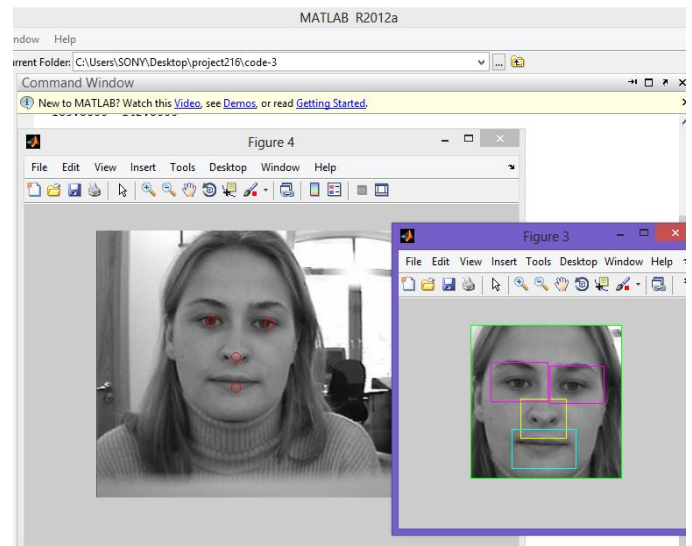 MATLAB R2012a
ndow Help
urrent Folder: C:\Users\SONY\Desktop\project216\code-3
Command Window
New to MATLAB? Watch this Video, see Demos, or read Getting Started.
Figure 4
File Edit View Insert Tools Desktop Window Help
Figure 3
File Edit View Insert Tools Desktop Window Help